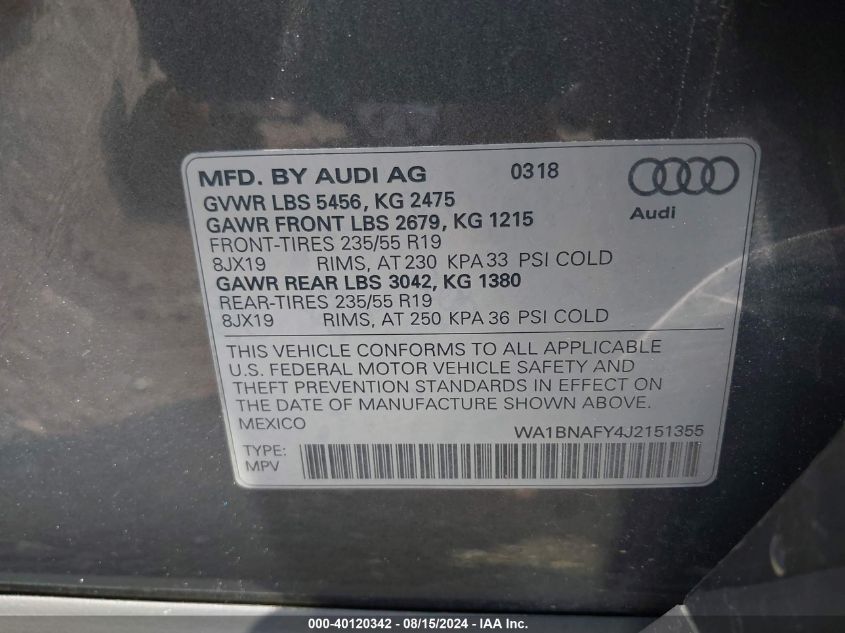 MFD. BY AUDI AG 0318
Audi
GVWR LBS 5456, KG 2475
GAWR FRONT LBS 2679, KG 1215
FRONT-TIRES 235/55 R19
8JX19 RIMS, AT 230 KPA 33 PSI COLD
GAWR REAR LBS 3042, KG 1380
REAR-TIRES 235/55 R19
8JX19 RIMS, AT 250 KPA 36 PSI COLD
THIS VEHICLE CONFORMS TO ALL APPLICABLE
U.S. FEDERAL MOTOR VEHICLE SAFETY AND
THEFT PREVENTION STANDARDS IN EFFECT ON
THE DATE OF MANUFACTURE SHOWN ABOVE.
MEXICO WA1BNAFY4J2151355
TYPE:
MPV
000-40120342 - 08/15/2024 - IAA Inc.